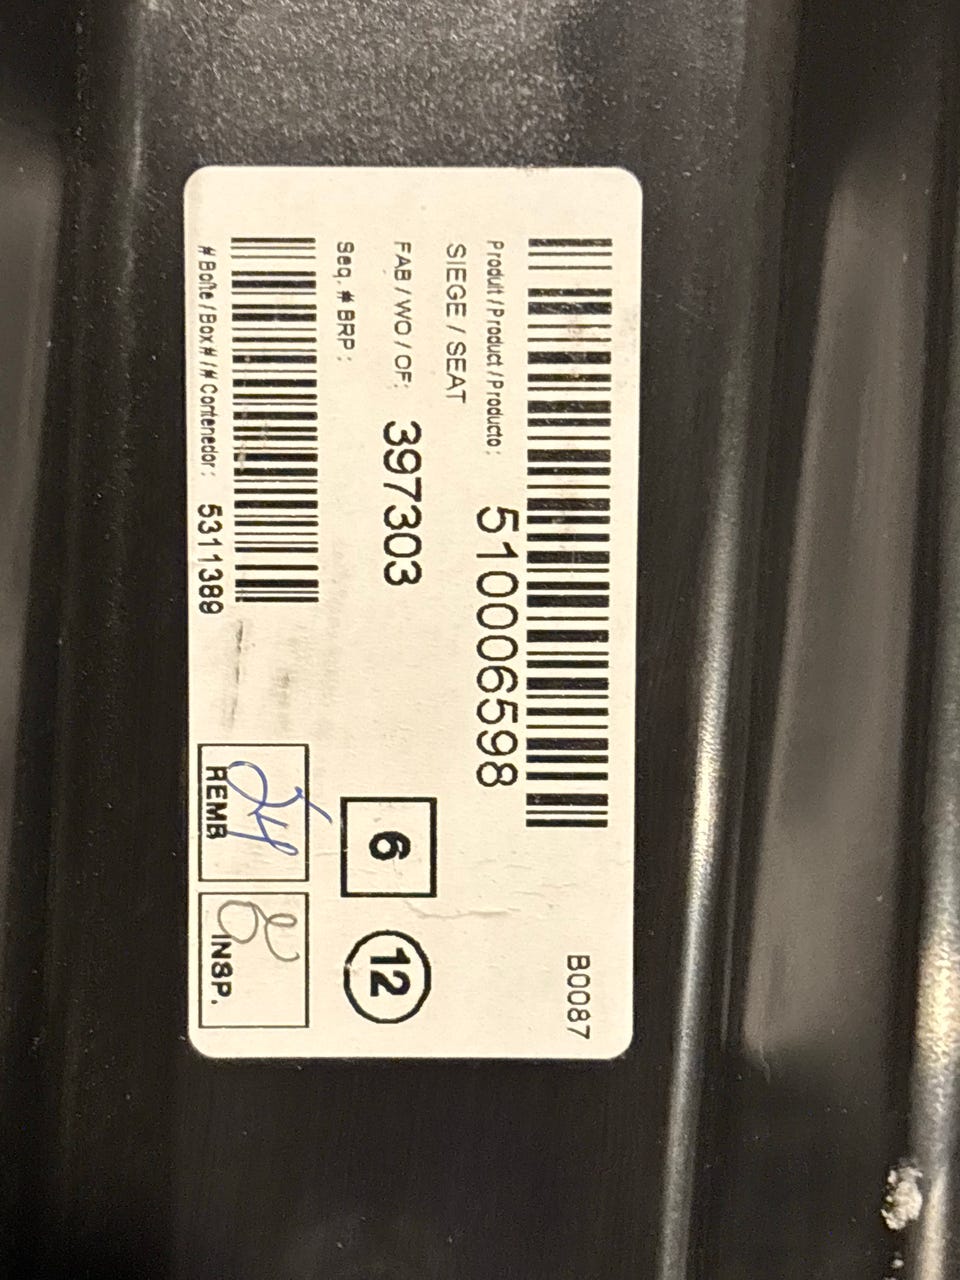 B0087
Produit / Product / Producto : 510006598
SIEGE / SEAT
FAB / WO / OF: 397303
6
12
Seq. # BRP :
# Boîte / Box # / # Contenedor : 5311389
REMB
INSP.